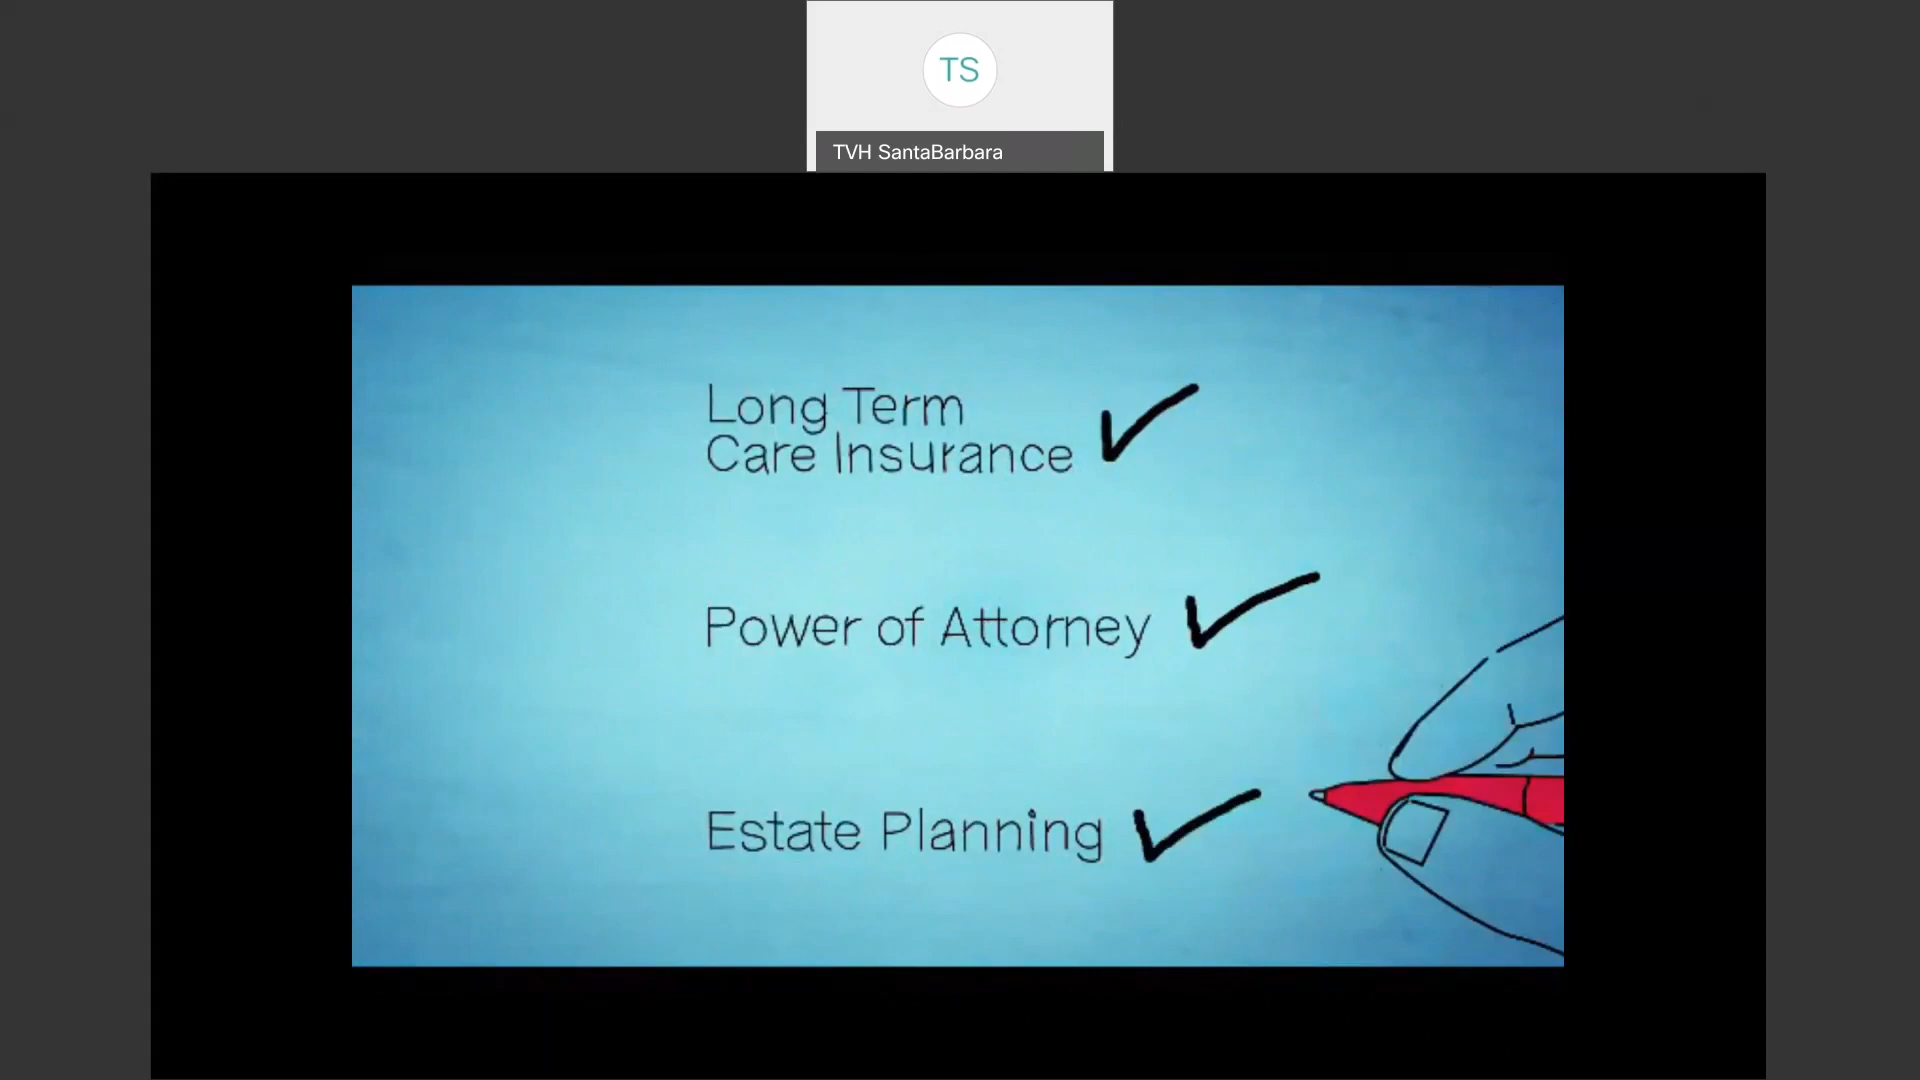 TS
TVH SantaBarbara
Long Term
Care Insurance
Power of Attorney
Estate Planning